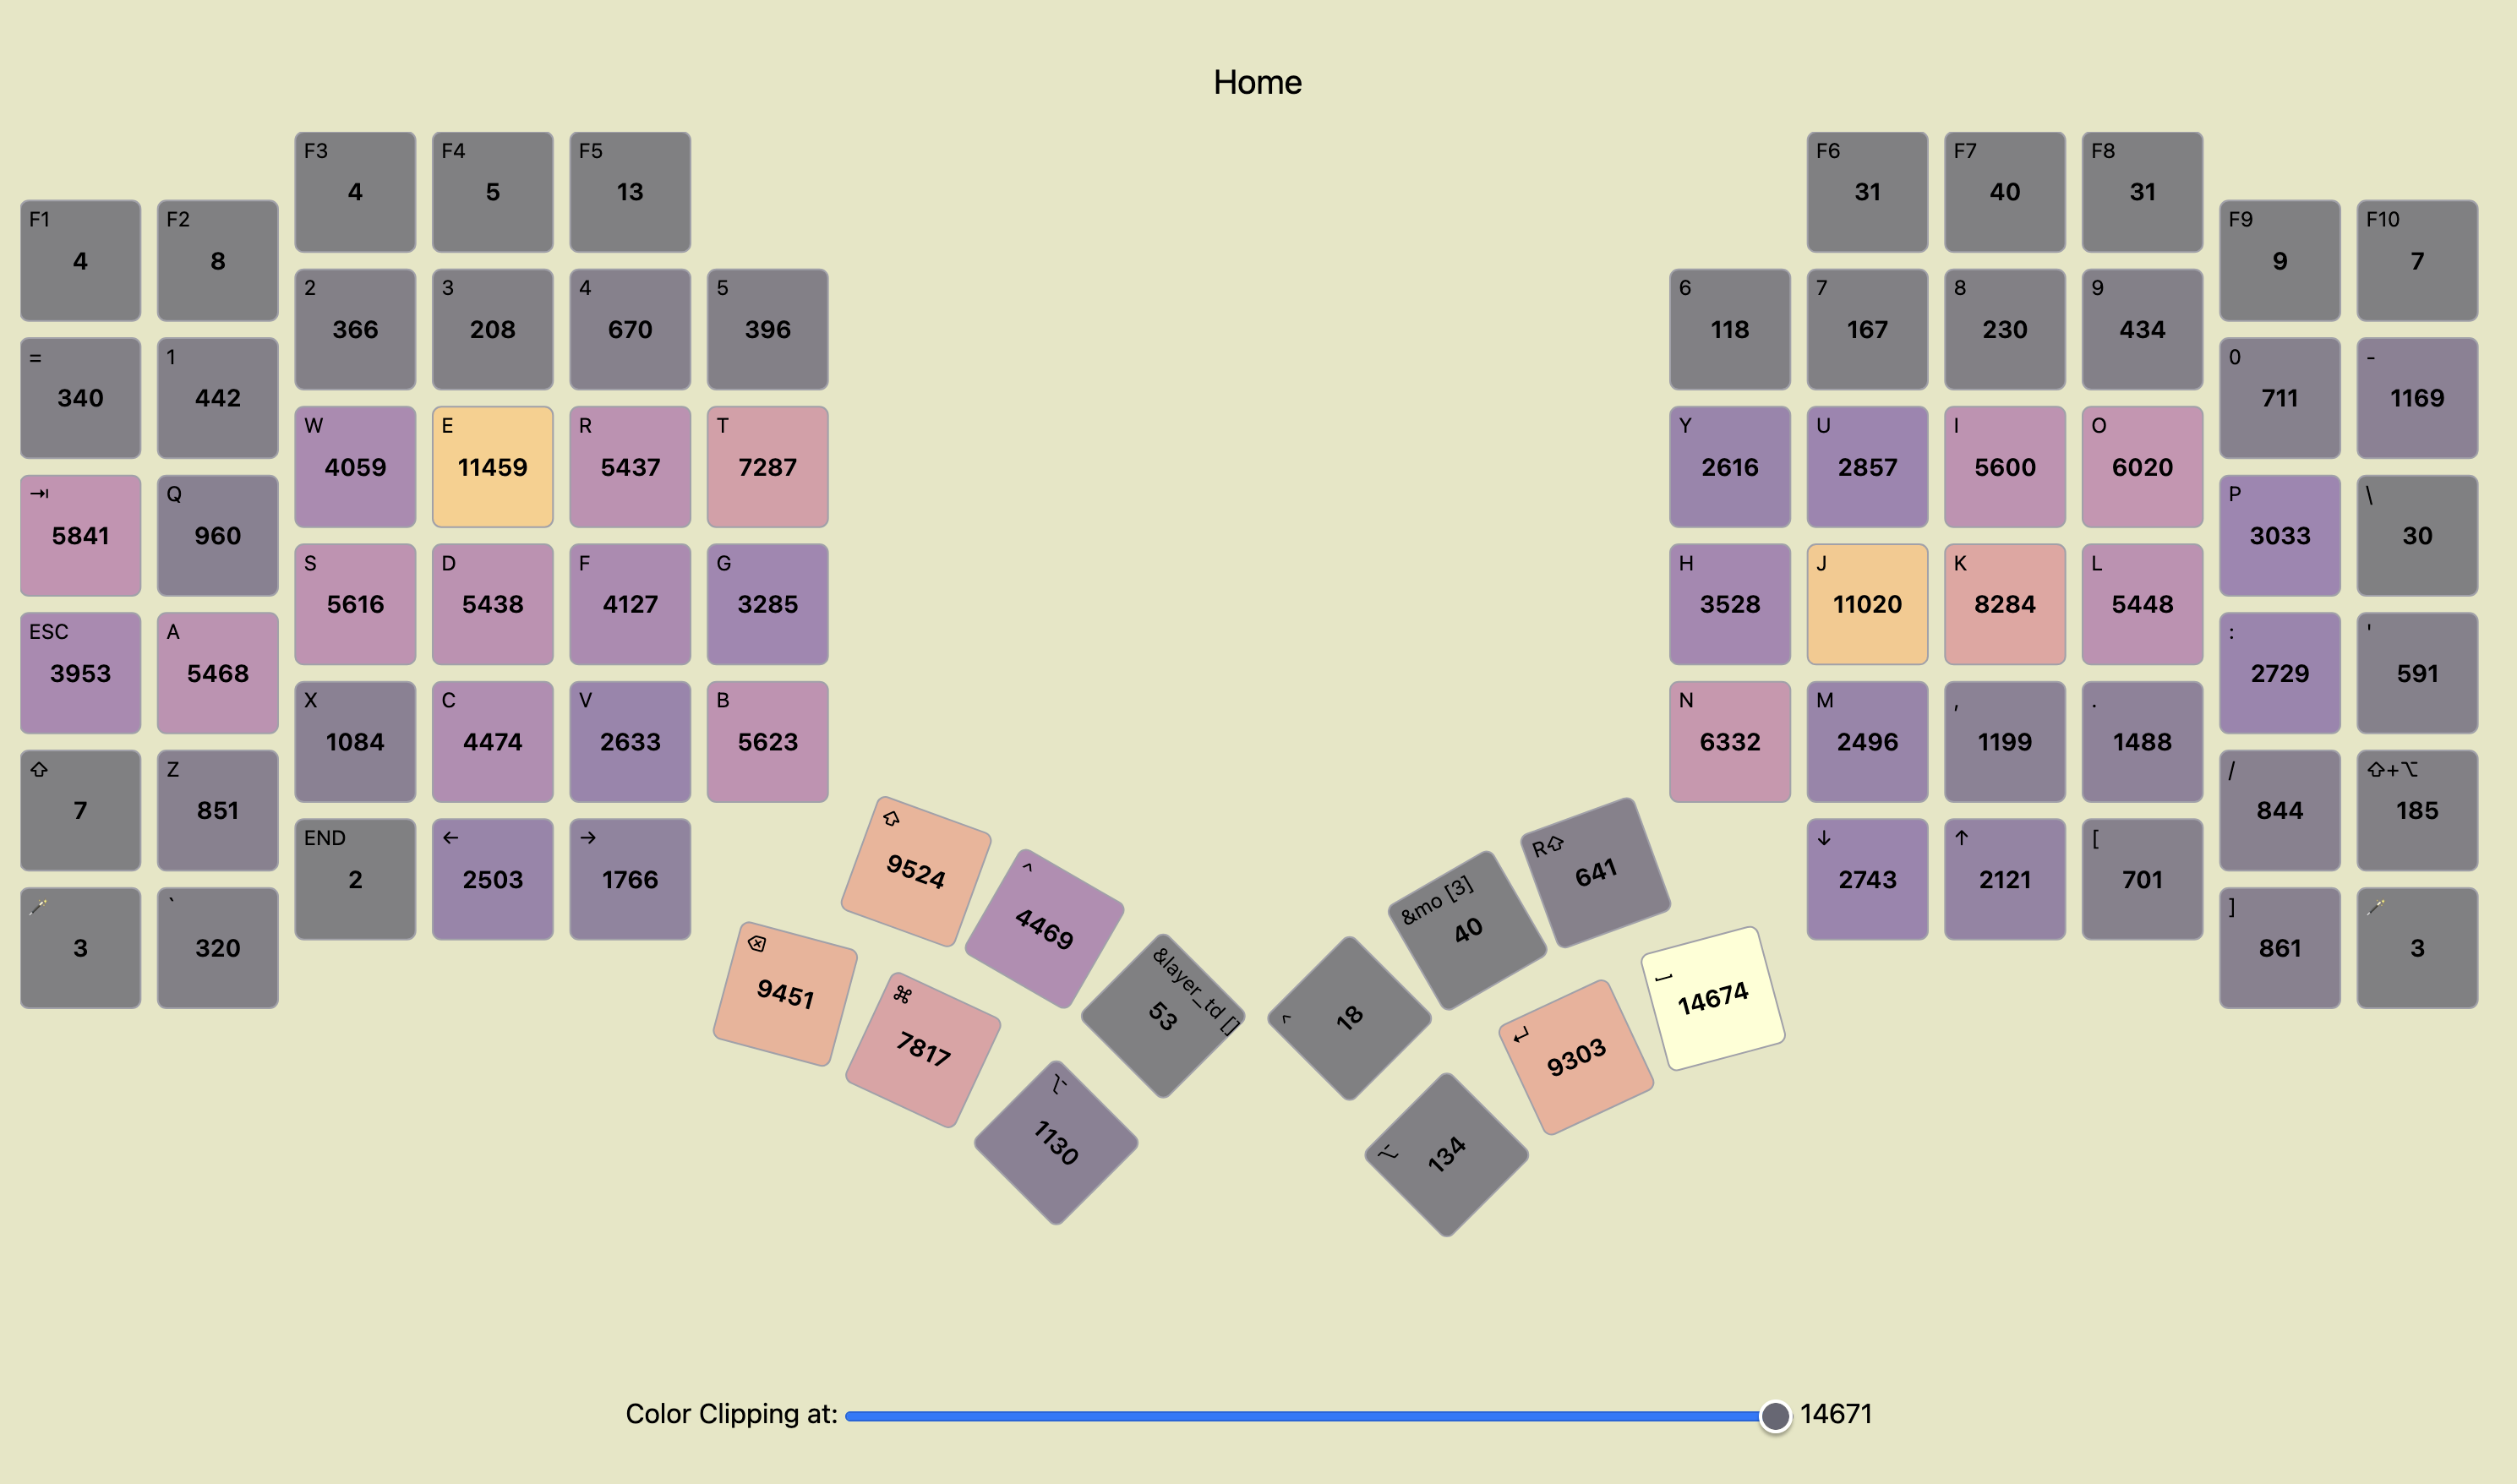 Home
F3 F4 F5 F6 F7 F8
4 5 13 31 40 31
F1 F2 F9 F10
4 8 9 7
2 3 4 5 6 7 8 9
366 208 670 396 118 167 230 434
= 1 0 -
340 442 711 1169
W E R T Y U I O
4059 11459 5437 7287 2616 2857 5600 6020
⇥ Q P \
5841 960 3033 30
S D F G H J K L
5616 5438 4127 3285 3528 11020 8284 5448
ESC A : '
3953 5468 2729 591
X C V B N M , .
1084 4474 2633 5623 6332 2496 1199 1488
⇧ Z / ⇧+⌥
7 851 844 185
END ← → ↓ ↑ [
2 2503 1766 2743 2121 701
` ]
3 320 861 3
⇧ ⌃ &layer_td []
9524 4469 53
⌫ ⌘ ⌥
9451 7817 1130
⌃ &mo [3] R⇧
18 40 641
⌥ ↵ ⎵
134 9303 14674
Color Clipping at: 14671